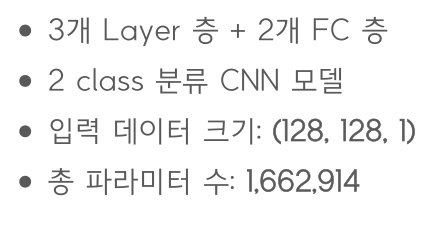 • 3개 Layer 층 + 2개 FC 층
• 2 class 분류 CNN 모델
• 입력 데이터 크기: (128, 128, 1)
• 총 파라미터 수: 1,662,914